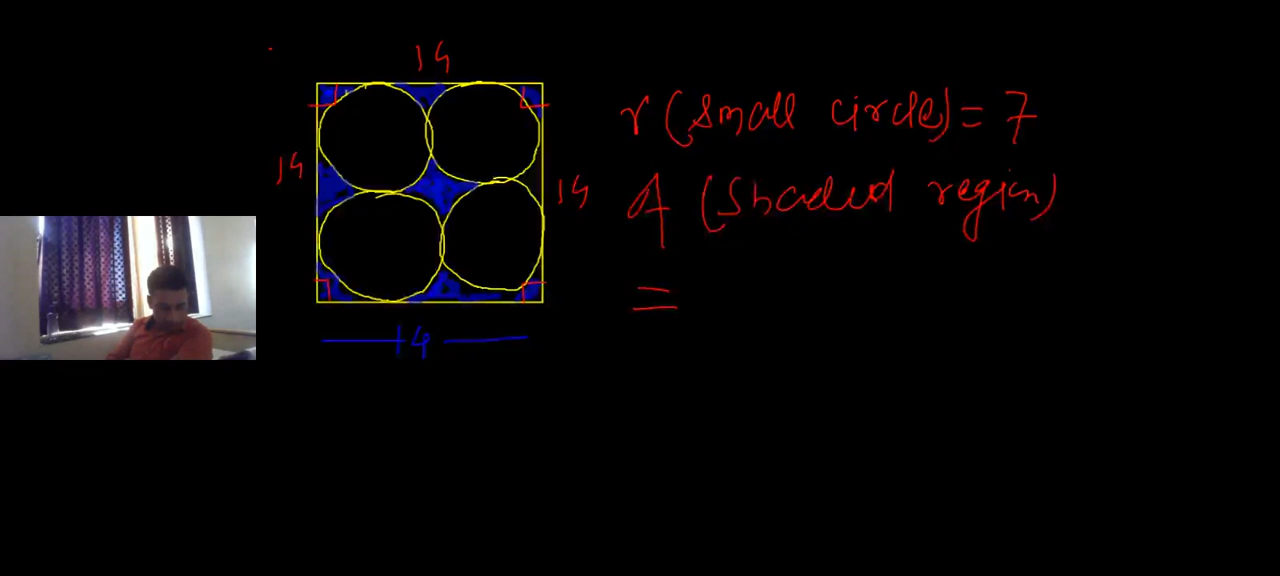 14
r (small circle) = 7
14
14
A (shaded region)
=
14